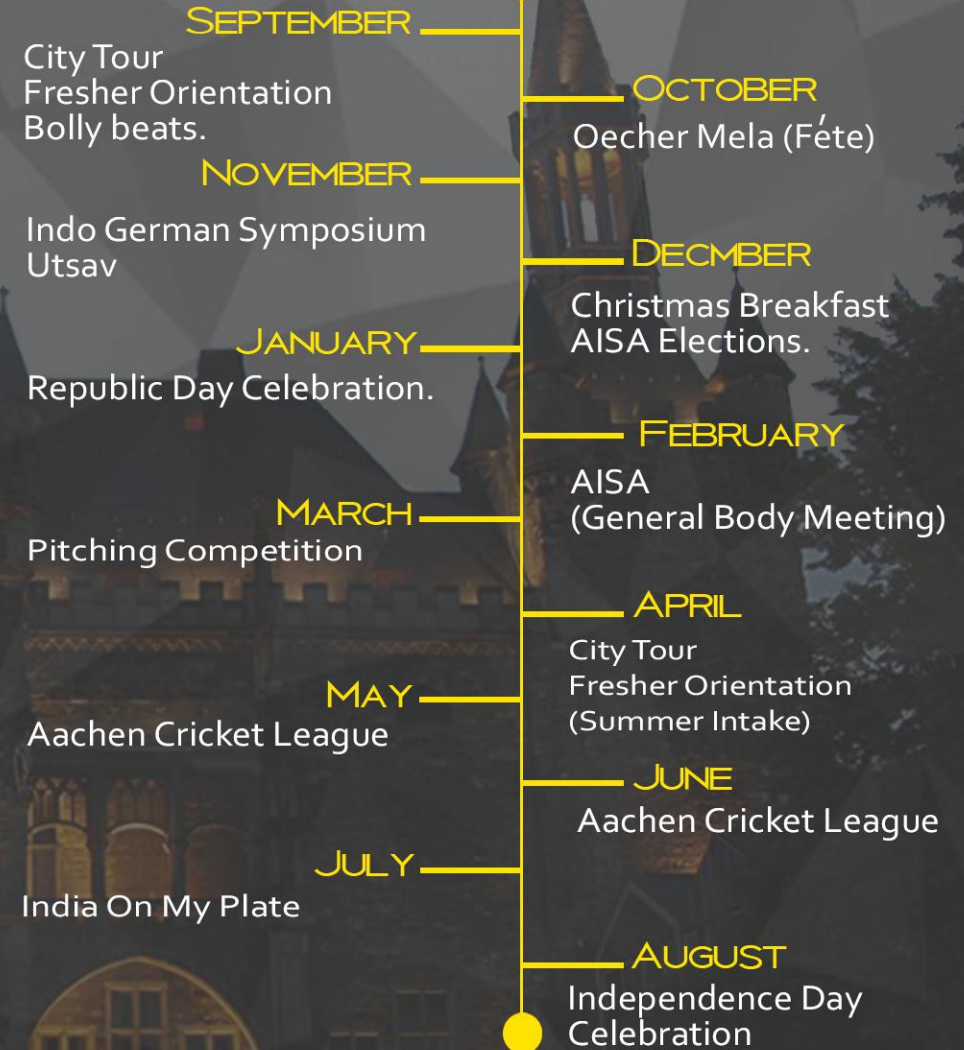 SEPTEMBER
City Tour
Fresher Orientation
Bolly beats.
OCTOBER
Oecher Mela (Féte)
NOVEMBER
Indo German Symposium
Utsav
DECMBER
Christmas Breakfast
AISA Elections.
JANUARY
Republic Day Celebration.
FEBRUARY
AISA
(General Body Meeting)
MARCH
Pitching Competition
APRIL
City Tour
Fresher Orientation
(Summer Intake)
MAY
Aachen Cricket League
JUNE
Aachen Cricket League
JULY
India On My Plate
AUGUST
Independence Day
Celebration